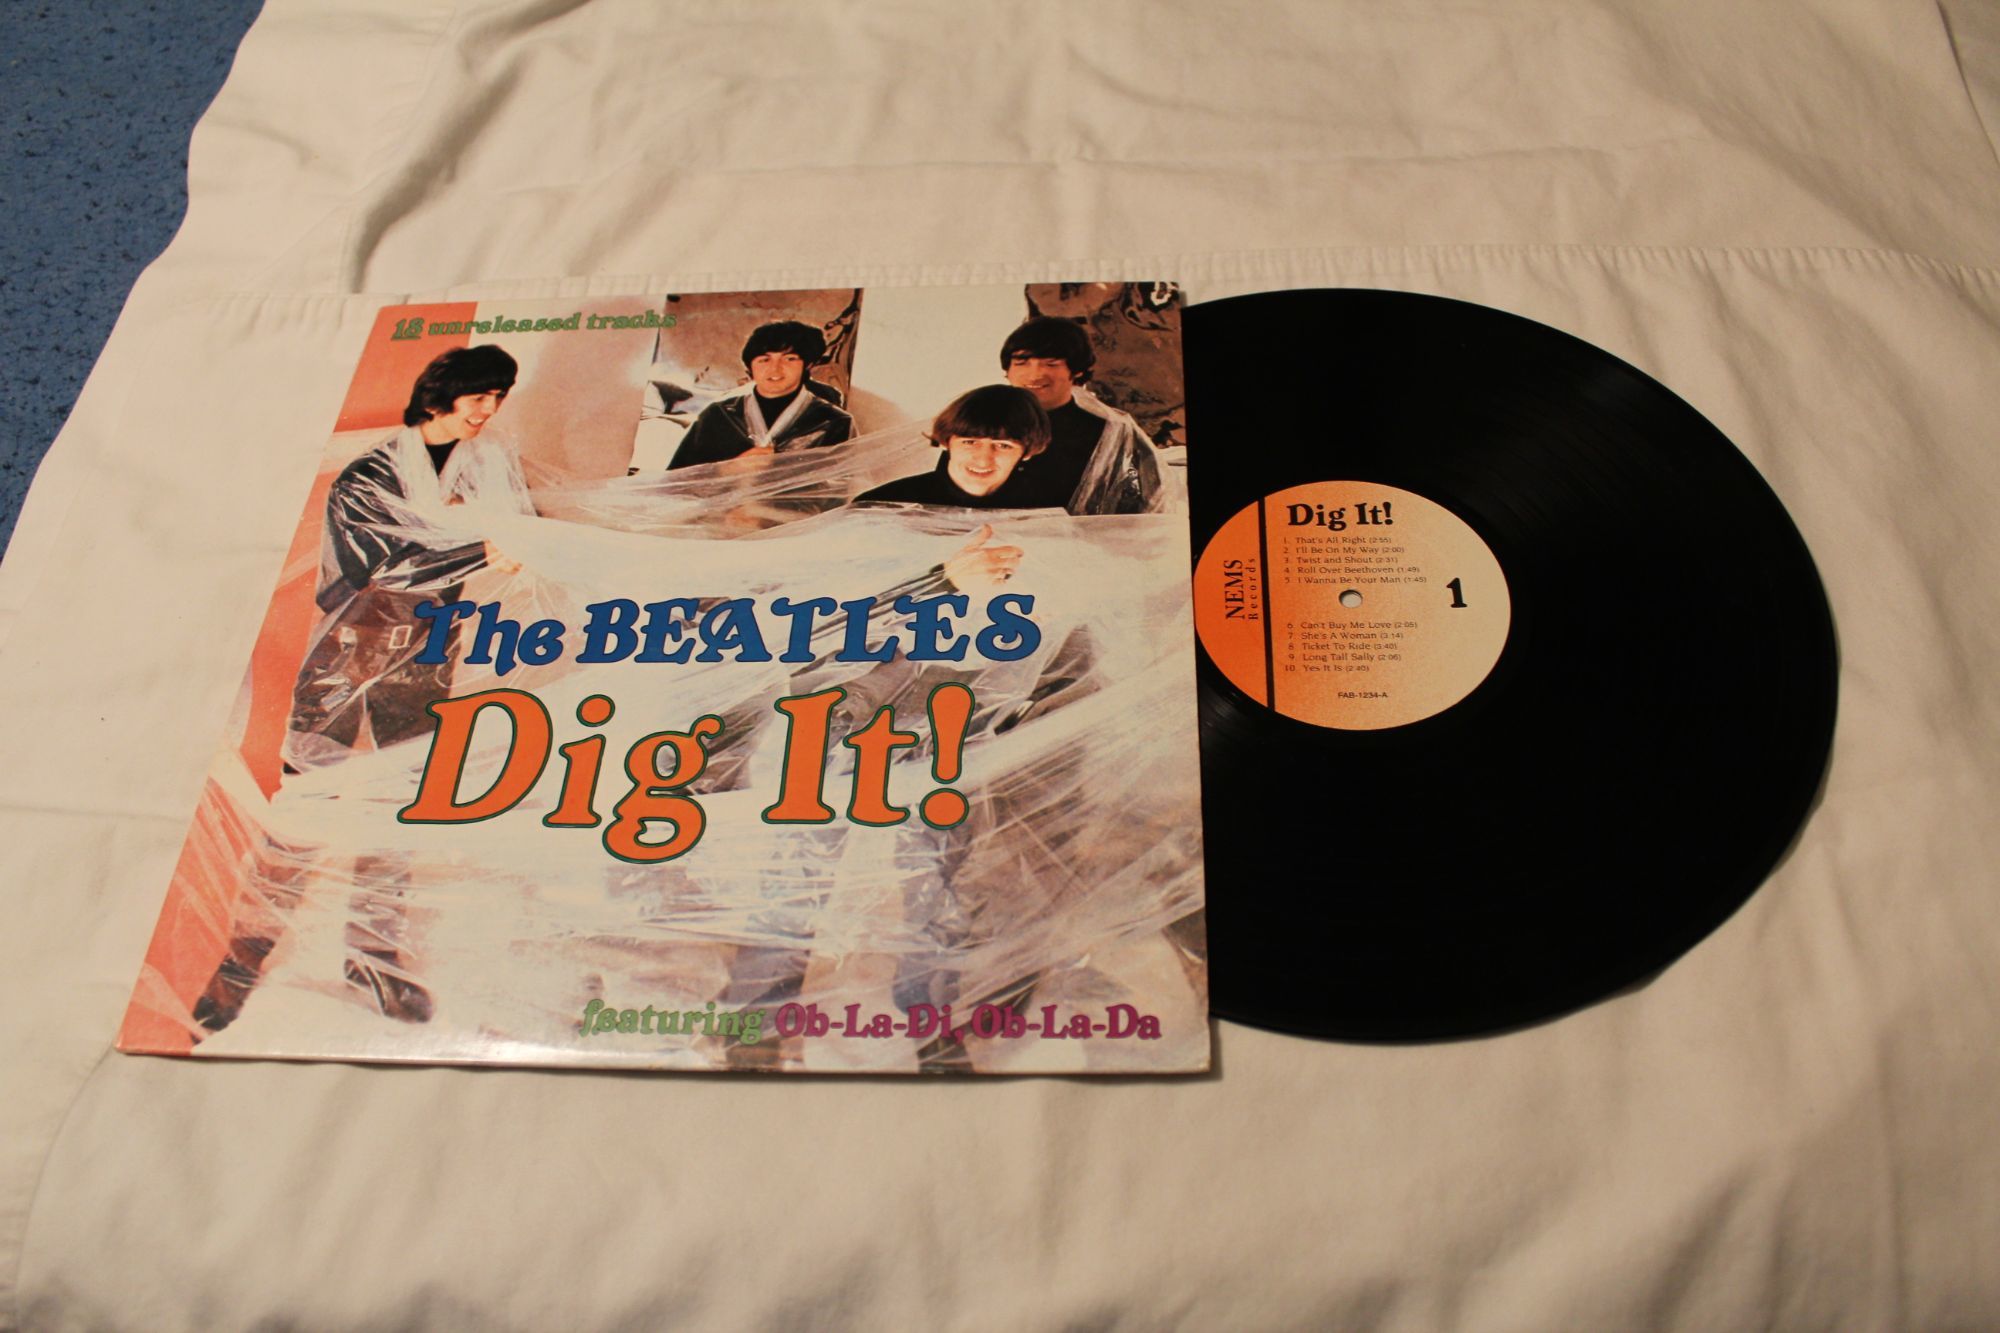 18 unreleased tracks
The BEATLES
Dig It!
featuring Ob-La-Di, Ob-La-Da
NEMS
Records
Dig It!
1. That's All Right (2:55)
2. I'll Be On My Way (2:00)
3. Twist and Shout (2:31)
4. Roll Over Beethoven (1:49)
5. I Wanna Be Your Man (1:45)
1
6. Can't Buy Me Love (2:05)
7. She's A Woman (3.14)
8. Ticket To Ride (3:40)
9. Long Tall Sally (2:06)
10. Yes It Is (2:40)
FAB-1234-A